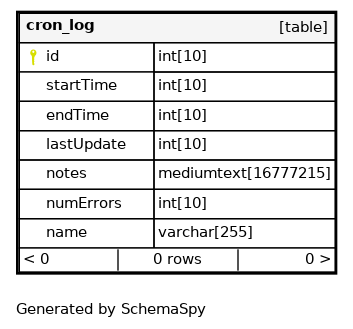 cron_log [table]
id int[10]
startTime int[10]
endTime int[10]
lastUpdate int[10]
notes mediumtext[16777215]
numErrors int[10]
name varchar[255]
< 0 0 rows 0 >
Generated by SchemaSpy